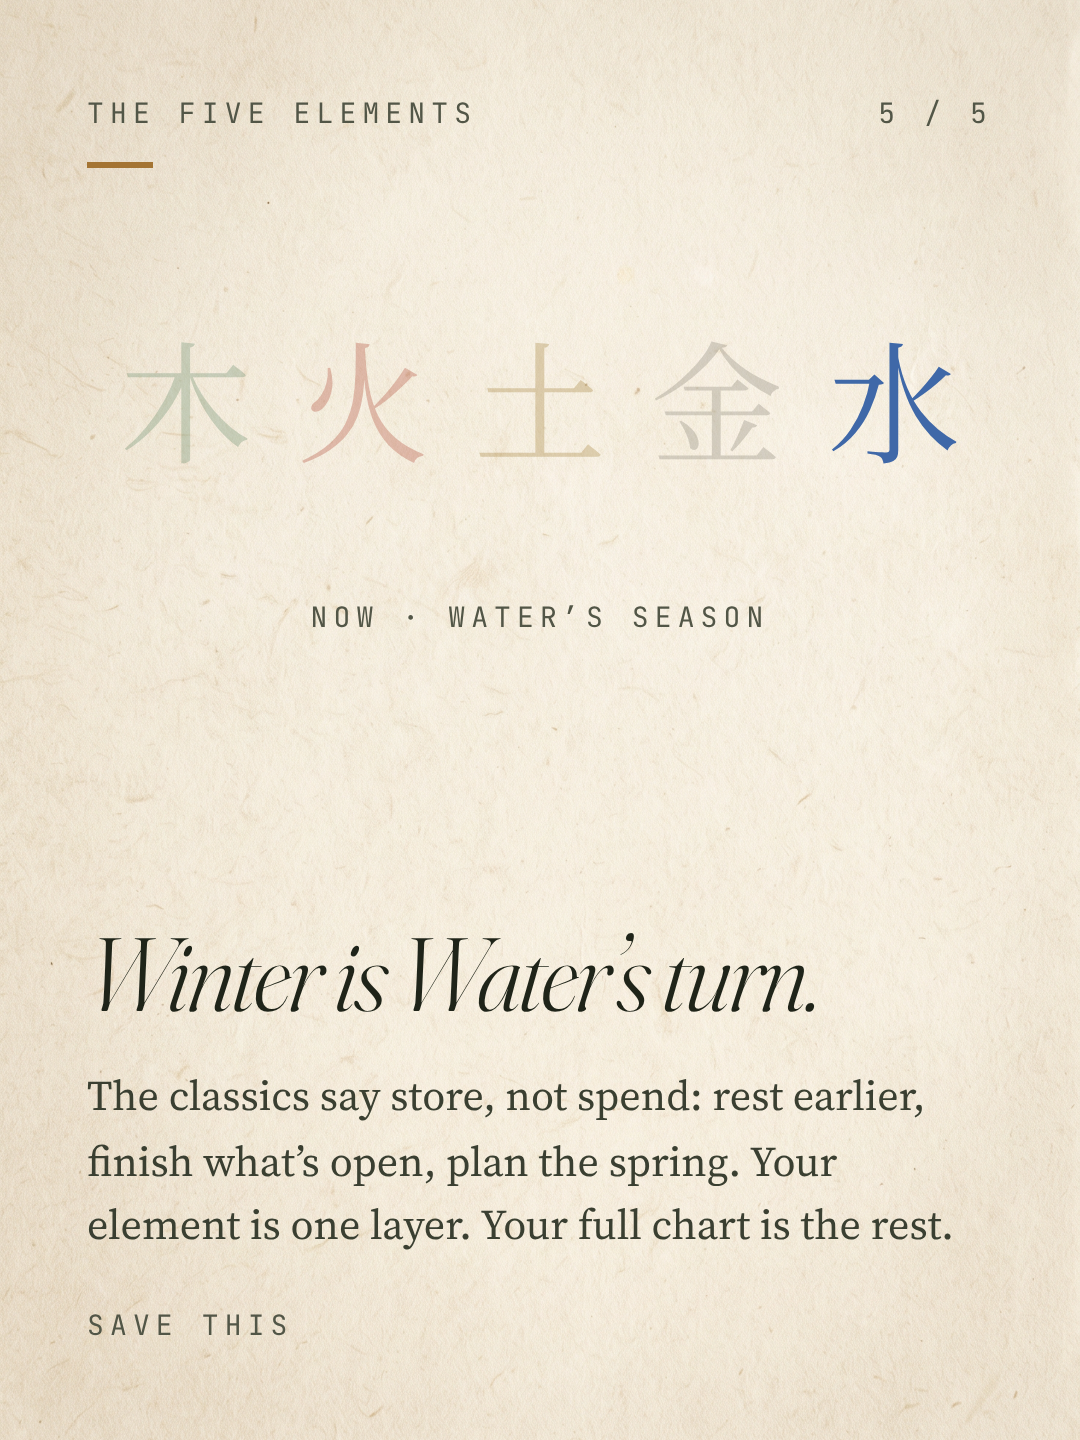 THE FIVE ELEMENTS 5 / 5
木 火 土 金 水
NOW · WATER’S SEASON
Winter is Water’s turn.
The classics say store, not spend: rest earlier,
finish what’s open, plan the spring. Your
element is one layer. Your full chart is the rest.
SAVE THIS